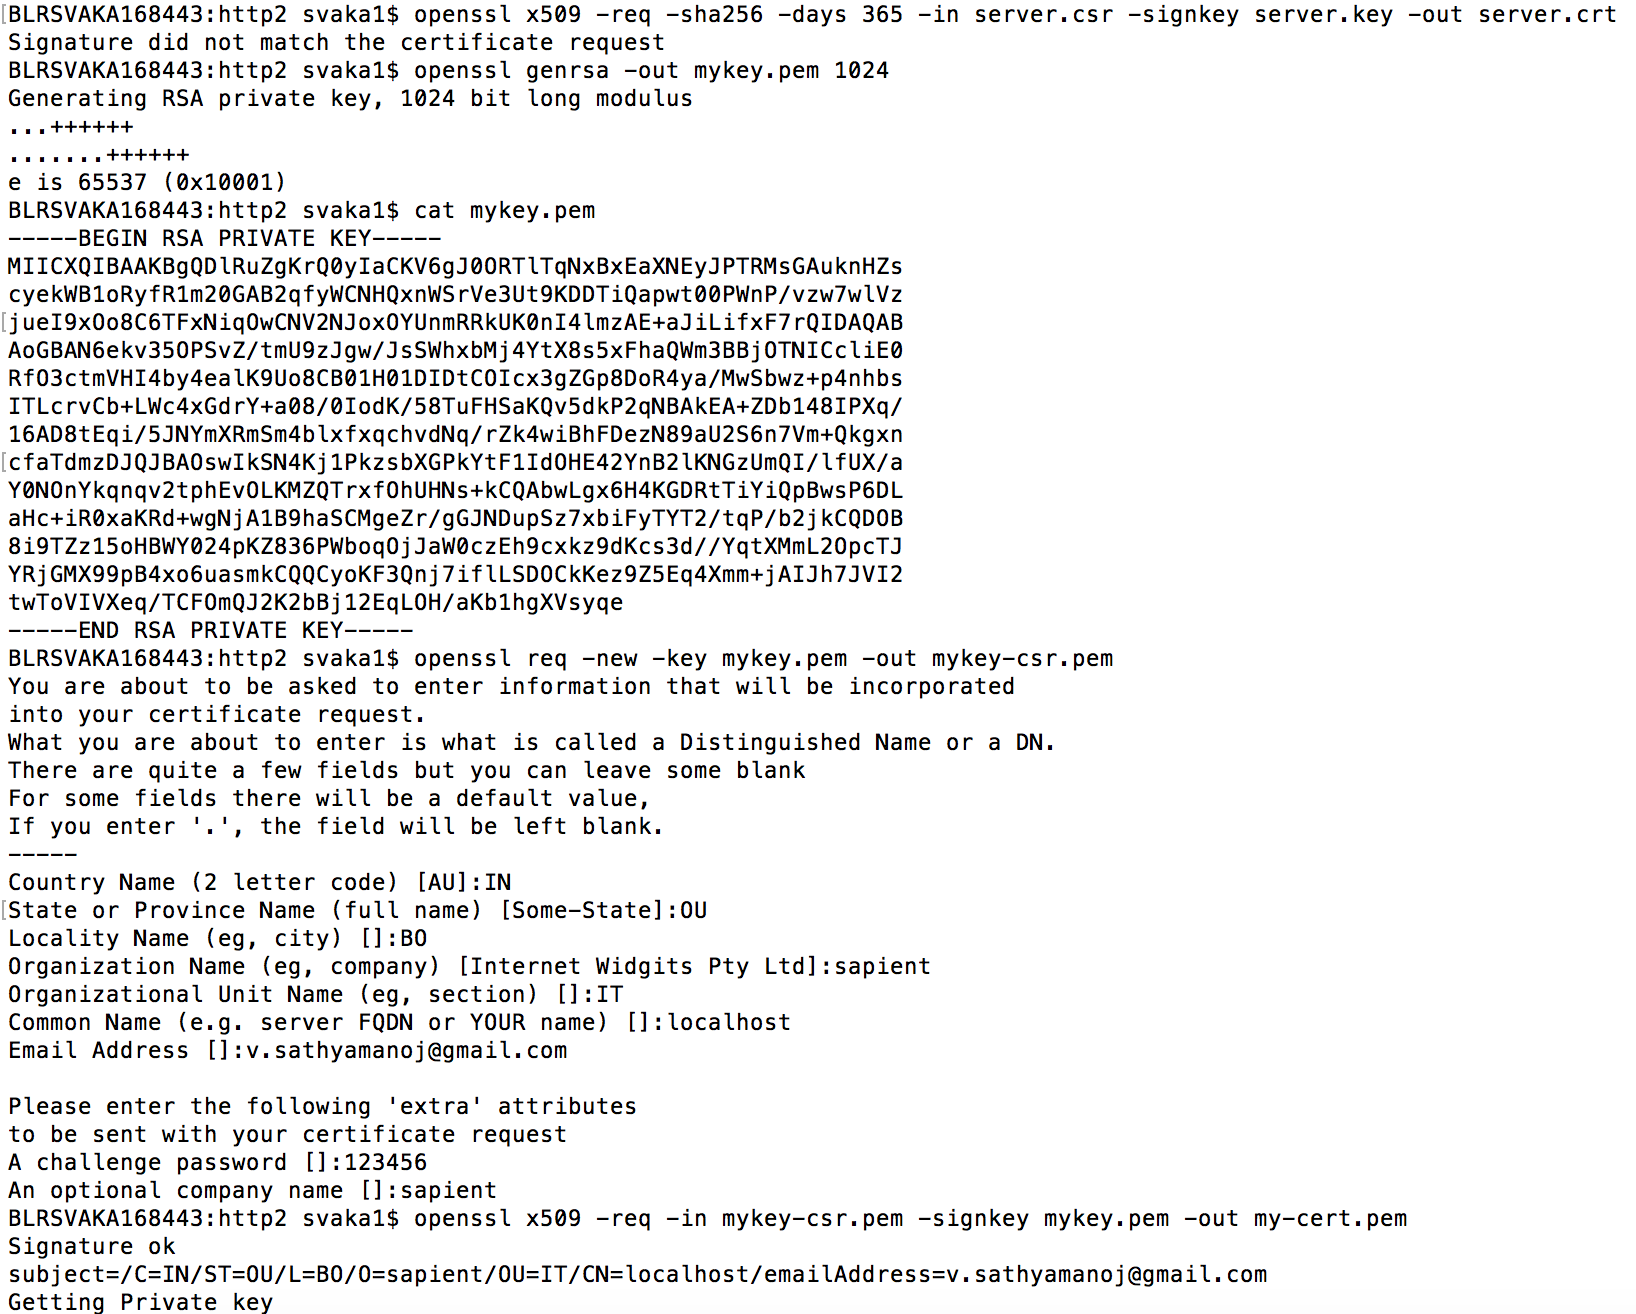 [BLRSVAKA168443:http2 svaka1$ openssl x509 -req -sha256 -days 365 -in server.csr -signkey server.key -out server.crt
Signature did not match the certificate request
BLRSVAKA168443:http2 svaka1$ openssl genrsa -out mykey.pem 1024
Generating RSA private key, 1024 bit long modulus
...++++++
.......++++++
e is 65537 (0x10001)
BLRSVAKA168443:http2 svaka1$ cat mykey.pem
-----BEGIN RSA PRIVATE KEY-----
MIICXQIBAAKBgQDlRuZgKrQ0yIaCKV6gJ0ORTlTqNxBxEaXNEyJPTRMsGAuknHZs
cyekWB1oRyfR1m20GAB2qfyWCNHQxnWSrVe3Ut9KDDTiQapwt00PWnP/vzw7wlVz
[jueI9xOo8C6TFxNiqOwCNV2NJoxOYUnmRRkUK0nI4lmzAE+aJiLifxF7rQIDAQAB
AoGBAN6ekv35OPSvZ/tmU9zJgw/JsSWhxbMj4YtX8s5xFhaQWm3BBjOTNICcliE0
RfO3ctmVHI4by4ealK9Uo8CB01H01DIDtCOIcx3gZGp8DoR4ya/MwSbwz+p4nhbs
ITLcrvCb+LWc4xGdrY+a08/0IodK/58TuFHSaKQv5dkP2qNBAkEA+ZDb148IPXq/
16AD8tEqi/5JNYmXRmSm4blxfxqchvdNq/rZk4wiBhFDezN89aU2S6n7Vm+Qkgxn
[cfaTdmzDJQJBAOswIkSN4Kj1PkzsbXGPkYtF1IdOHE42YnB2lKNGzUmQI/lfUX/a
Y0NOnYkqnqv2tphEvOLKMZQTrxfOhUHNs+kCQAbwLgx6H4KGDRtTiYiQpBwsP6DL
aHc+iR0xaKRd+wgNjA1B9haSCMgeZr/gGJNDupSz7xbiFyTYT2/tqP/b2jkCQDOB
8i9TZz15oHBWY024pKZ836PWboqOjJaW0czEh9cxkz9dKcs3d//YqtXMmL2OpcTJ
YRjGMX99pB4xo6uasmkCQQCyoKF3Qnj7iflLSDOCkKez9Z5Eq4Xmm+jAIJh7JVI2
twToVIVXeq/TCFOmQJ2K2bBj12EqLOH/aKb1hgXVsyqe
-----END RSA PRIVATE KEY-----
BLRSVAKA168443:http2 svaka1$ openssl req -new -key mykey.pem -out mykey-csr.pem
You are about to be asked to enter information that will be incorporated
into your certificate request.
What you are about to enter is what is called a Distinguished Name or a DN.
There are quite a few fields but you can leave some blank
For some fields there will be a default value,
If you enter '.', the field will be left blank.
-----
Country Name (2 letter code) [AU]:IN
[State or Province Name (full name) [Some-State]:OU
Locality Name (eg, city) []:BO
Organization Name (eg, company) [Internet Widgits Pty Ltd]:sapient
Organizational Unit Name (eg, section) []:IT
Common Name (e.g. server FQDN or YOUR name) []:localhost
Email Address []:v.sathyamanoj@gmail.com

Please enter the following 'extra' attributes
to be sent with your certificate request
A challenge password []:123456
An optional company name []:sapient
BLRSVAKA168443:http2 svaka1$ openssl x509 -req -in mykey-csr.pem -signkey mykey.pem -out my-cert.pem
Signature ok
subject=/C=IN/ST=OU/L=BO/O=sapient/OU=IT/CN=localhost/emailAddress=v.sathyamanoj@gmail.com
Getting Private key